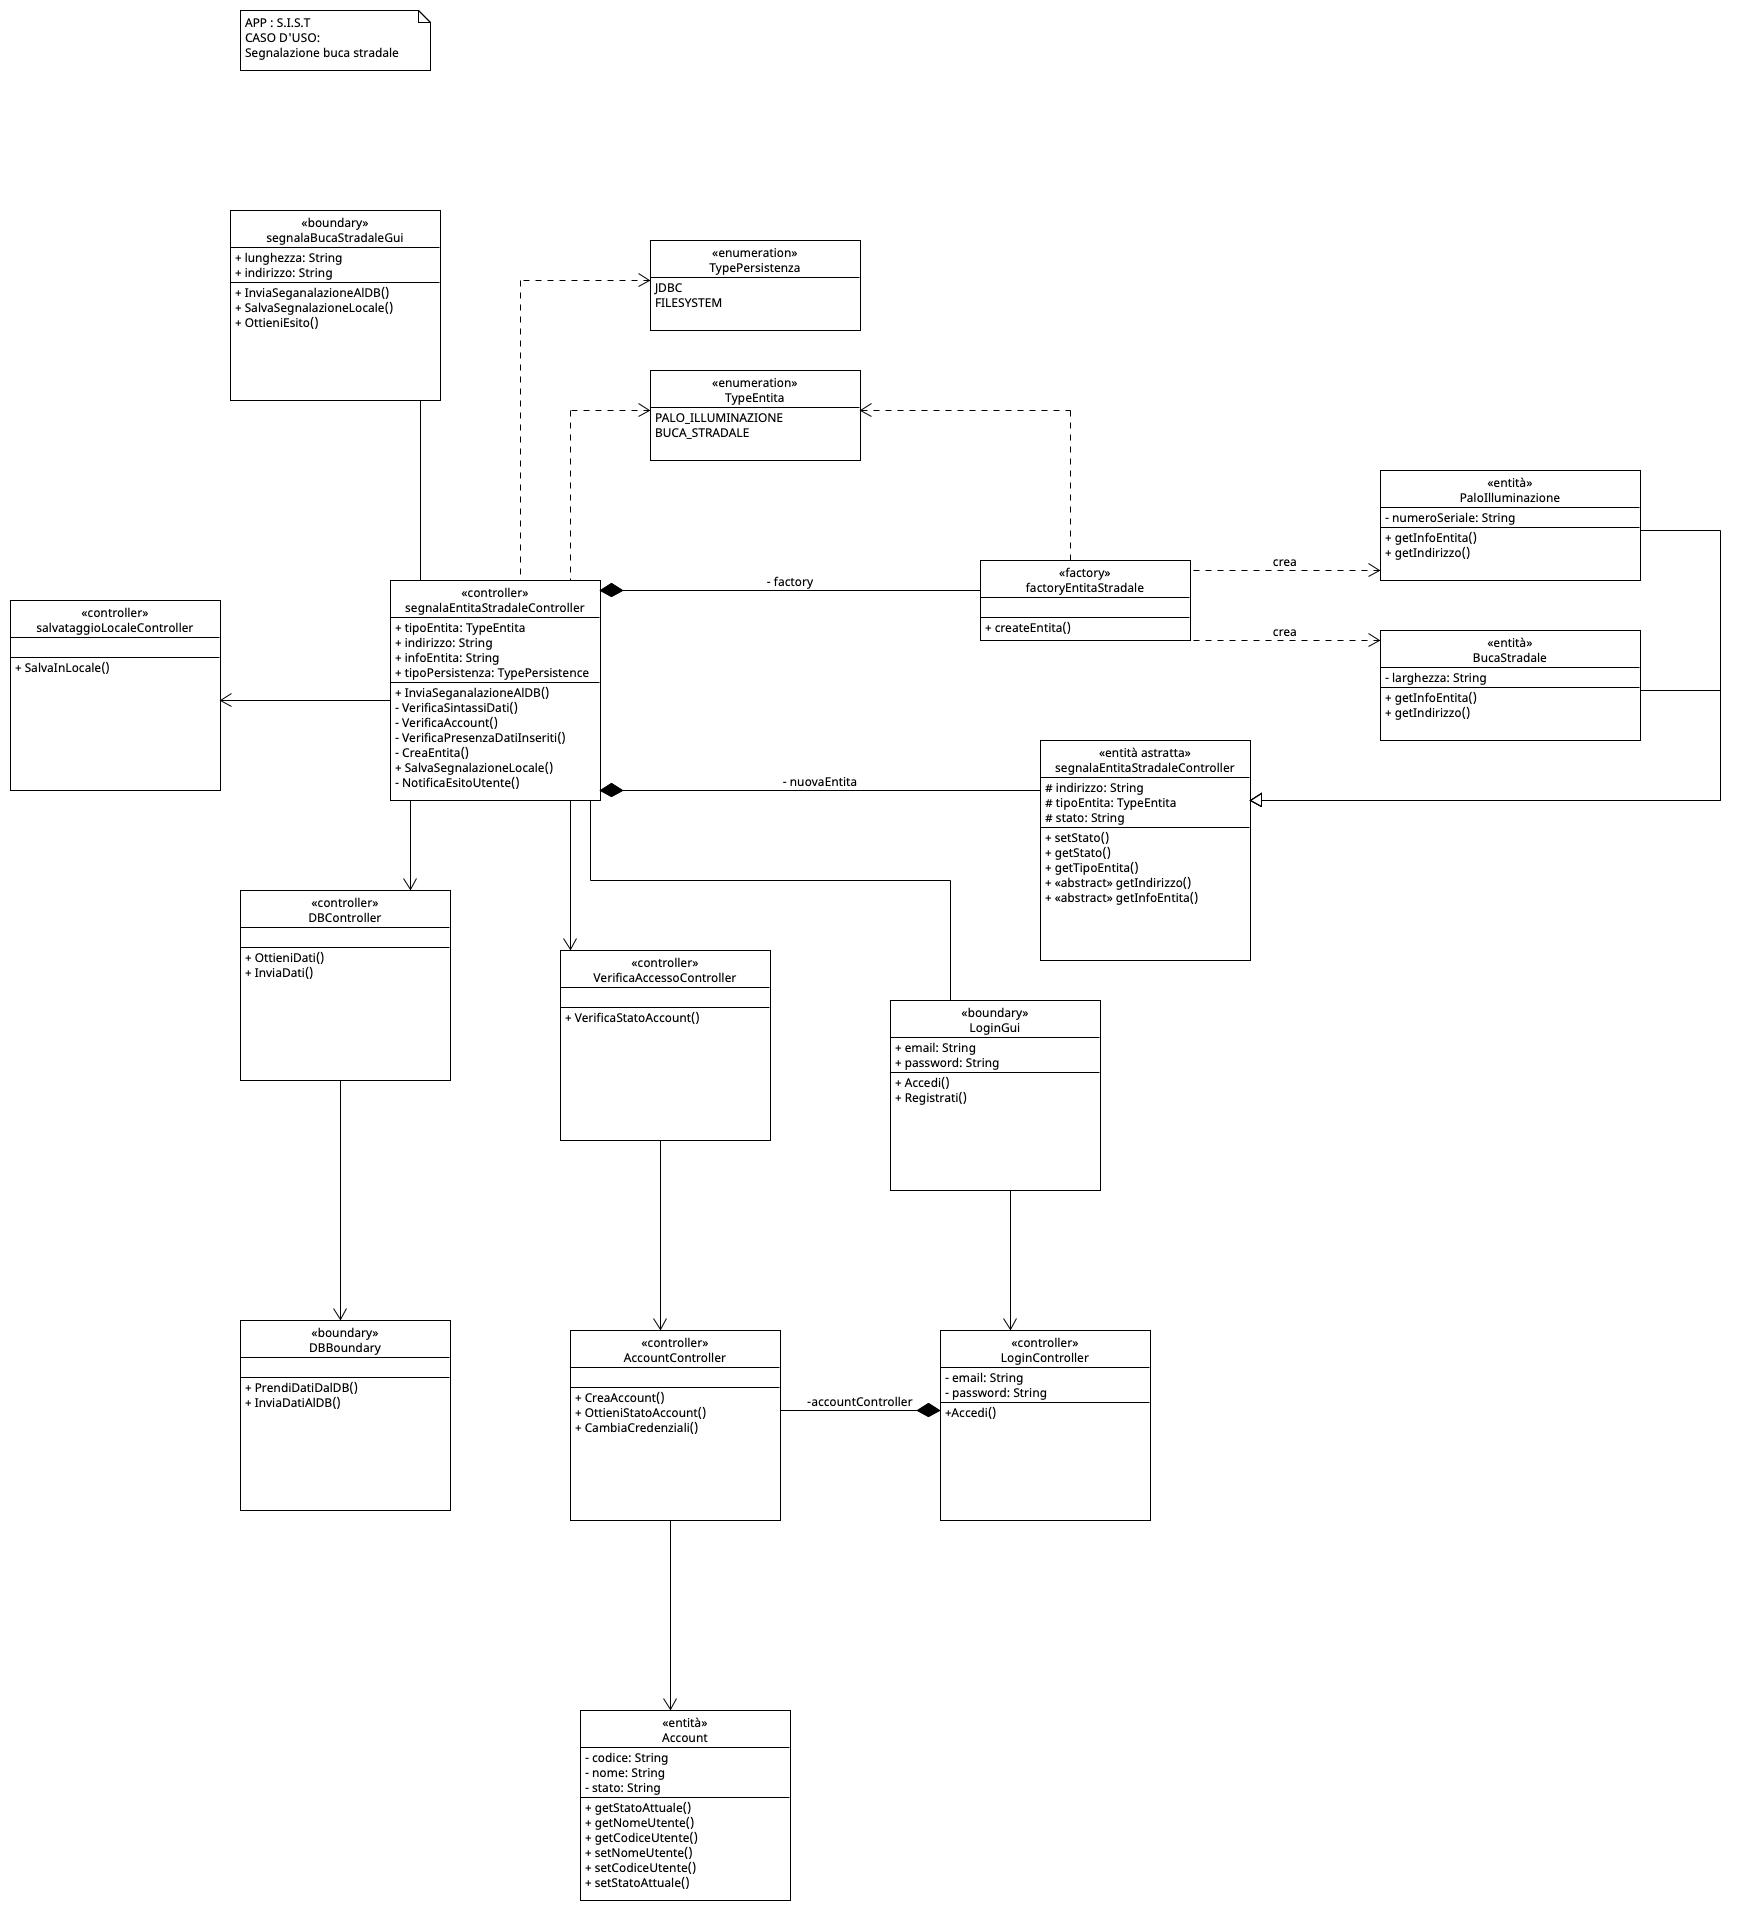 APP : S.I.S.T
CASO D'USO:
Segnalazione buca stradale
«boundary»
segnalaBucaStradaleGui
+ lunghezza: String
+ indirizzo: String
+ InviaSeganalazioneAlDB()
+ SalvaSegnalazioneLocale()
+ OttieniEsito()
«enumeration»
TypePersistenza
JDBC
FILESYSTEM
«enumeration»
TypeEntita
PALO_ILLUMINAZIONE
BUCA_STRADALE
«entità»
PaloIlluminazione
- numeroSeriale: String
+ getInfoEntita()
+ getIndirizzo()
crea
«factory»
factoryEntitaStradale
+ createEntita()
- factory
«controller»
segnalaEntitaStradaleController
+ tipoEntita: TypeEntita
+ indirizzo: String
+ infoEntita: String
+ tipoPersistenza: TypePersistence
+ InviaSeganalazioneAlDB()
- VerificaSintassiDati()
- VerificaAccount()
- VerificaPresenzaDatiInseriti()
- CreaEntita()
+ SalvaSegnalazioneLocale()
- NotificaEsitoUtente()
«controller»
salvataggioLocaleController
+ SalvaInLocale()
crea
«entità»
BucaStradale
- larghezza: String
+ getInfoEntita()
+ getIndirizzo()
- nuovaEntita
«entità astratta»
segnalaEntitaStradaleController
# indirizzo: String
# tipoEntita: TypeEntita
# stato: String
+ setStato()
+ getStato()
+ getTipoEntita()
+ «abstract» getIndirizzo()
+ «abstract» getInfoEntita()
«controller»
DBController
+ OttieniDati()
+ InviaDati()
«controller»
VerificaAccessoController
+ VerificaStatoAccount()
«boundary»
LoginGui
+ email: String
+ password: String
+ Accedi()
+ Registrati()
«boundary»
DBBoundary
+ PrendiDatiDalDB()
+ InviaDatiAlDB()
«controller»
AccountController
+ CreaAccount()
+ OttieniStatoAccount()
+ CambiaCredenziali()
-accountController
«controller»
LoginController
- email: String
- password: String
+Accedi()
«entità»
Account
- codice: String
- nome: String
- stato: String
+ getStatoAttuale()
+ getNomeUtente()
+ getCodiceUtente()
+ setNomeUtente()
+ setCodiceUtente()
+ setStatoAttuale()